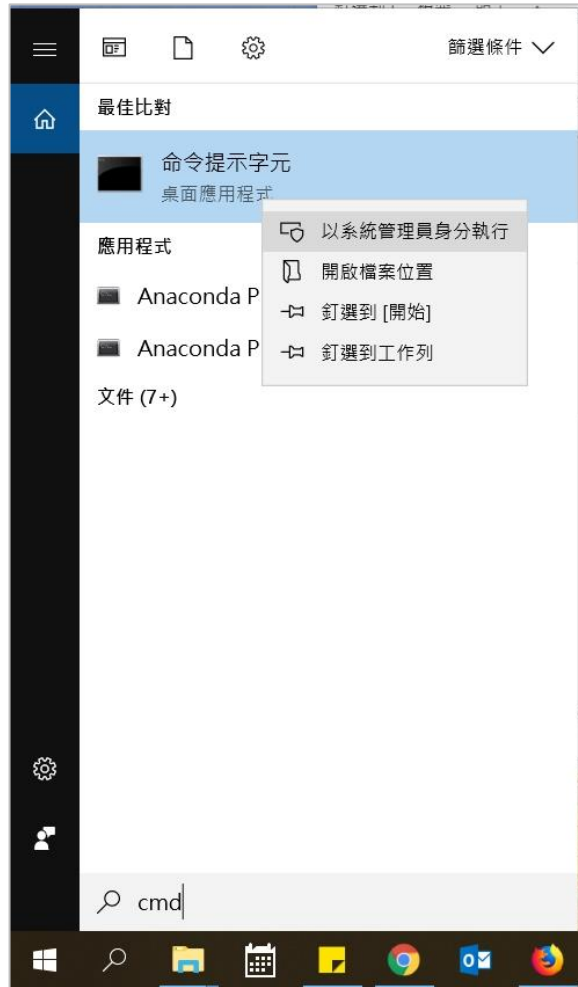 篩選條件
最佳比對
命令提示字元
桌面應用程式
以系統管理員身分執行
應用程式
開啟檔案位置
Anaconda P
釘選到 [開始]
Anaconda P
釘選到工作列
文件 (7+)
cmd